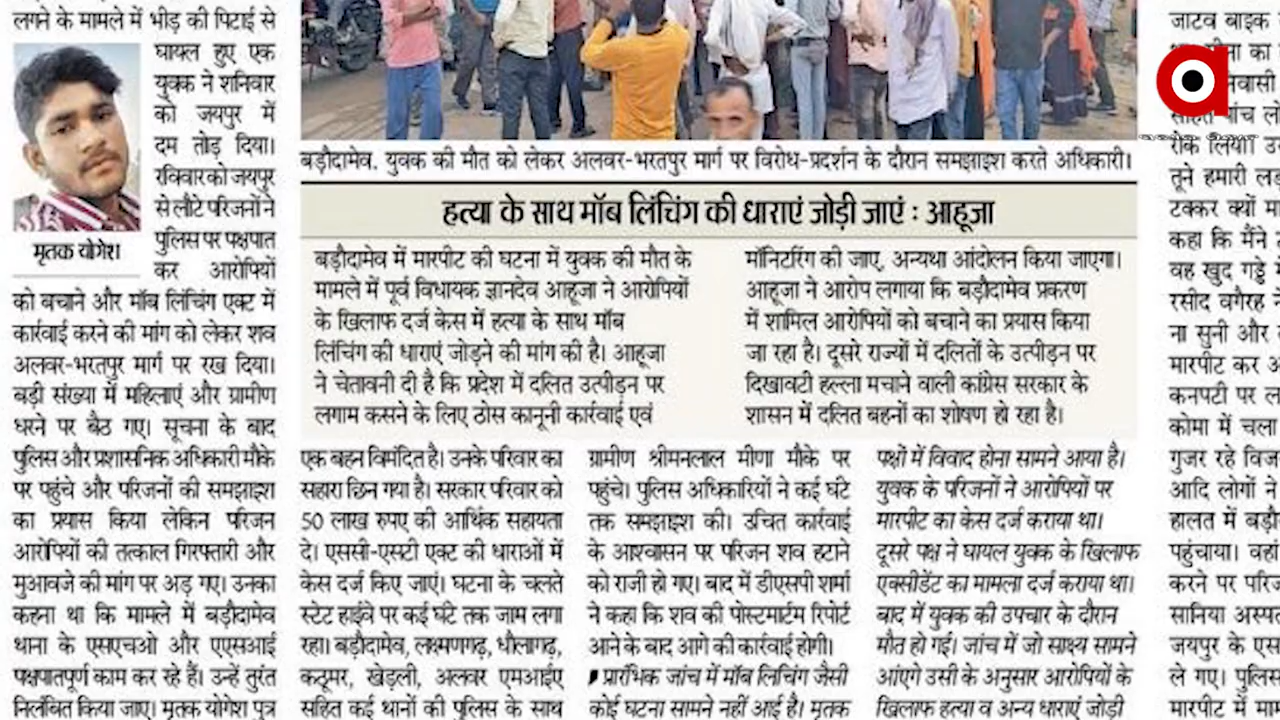 लगने के मामले में भीड़ की पिटाई से
घायल हुए एक
युवक ने शनिवार
को जयपुर में
दम तोड़ दिया।
रविवार को जयपुर
से लौटे परिजनों ने
पुलिस पर पक्षपात
कर आरोपियों
मृतक योगेश
को बचाने और मॉब लिंचिंग एक्ट में
कार्रवाई करने की मांग को लेकर शव
अलवर-भरतपुर मार्ग पर रख दिया।
बड़ी संख्या में महिलाएं और ग्रामीण
धरने पर बैठ गए। सूचना के बाद
पुलिस और प्रशासनिक अधिकारी मौके
पर पहुंचे और परिजनों की समझाइश
का प्रयास किया लेकिन परिजन
आरोपियों की तत्काल गिरफ्तारी और
मुआवजे की मांग पर अड़ गए। उनका
कहना था कि मामले में बड़ौदामेव
थाना के एसएचओ और एएसआई
पक्षपातपूर्ण काम कर रहे हैं। उन्हें तुरंत
निलंबित किया जाए। मृतक योगेश पुत्र
बड़ौदामेव. युवक की मौत को लेकर अलवर-भरतपुर मार्ग पर विरोध-प्रदर्शन के दौरान समझाइश करते अधिकारी।
हत्या के साथ मॉब लिंचिंग की धाराएं जोड़ी जाएं : आहूजा
बड़ौदामेव में मारपीट की घटना में युवक की मौत के
मामले में पूर्व विधायक ज्ञानदेव आहूजा ने आरोपियों
के खिलाफ दर्ज केस में हत्या के साथ मॉब
लिंचिंग की धाराएं जोड़ने की मांग की है। आहूजा
ने चेतावनी दी है कि प्रदेश में दलित उत्पीड़न पर
लगाम कसने के लिए ठोस कानूनी कार्रवाई एवं
मॉनिटरिंग की जाए, अन्यथा आंदोलन किया जाएगा।
आहूजा ने आरोप लगाया कि बड़ौदामेव प्रकरण
में शामिल आरोपियों को बचाने का प्रयास किया
जा रहा है। दूसरे राज्यों में दलितों के उत्पीड़न पर
दिखावटी हल्ला मचाने वाली कांग्रेस सरकार के
शासन में दलित बहनों का शोषण हो रहा है।
एक बहन विमंदित है। उनके परिवार का
सहारा छिन गया है। सरकार परिवार को
50 लाख रुपए की आर्थिक सहायता
दे। एससी-एसटी एक्ट की धाराओं में
केस दर्ज किए जाएं। घटना के चलते
स्टेट हाईवे पर कई घंटे तक जाम लगा
रहा। बड़ौदामेव, लक्ष्मणगढ़, धौलागढ़,
कठूमर, खेड़ली, अलवर एमआईए
सहित कई थानों की पुलिस के साथ
ग्रामीण श्रीमनलाल मीणा मौके पर
पहुंचे। पुलिस अधिकारियों ने कई घंटे
तक समझाइश की। उचित कार्रवाई
के आश्वासन पर परिजन शव हटाने
को राजी हो गए। बाद में डीएसपी शर्मा
ने कहा कि शव की पोस्टमार्टम रिपोर्ट
आने के बाद आगे की कार्रवाई होगी।
प्रारंभिक जांच में मॉब लिचिंग जैसी
कोई घटना सामने नहीं आई है। मृतक
पक्षों में विवाद होना सामने आया है।
युवक के परिजनों ने आरोपियों पर
मारपीट का केस दर्ज कराया था।
दूसरे पक्ष ने घायल युवक के खिलाफ
एक्सीडेंट का मामला दर्ज कराया था।
बाद में युवक की उपचार के दौरान
मौत हो गई। जांच में जो साक्ष्य सामने
आंएगे उसी के अनुसार आरोपियों के
खिलाफ हत्या व अन्य धाराएं जोड़ी
जाटव बाइक
का
सहित पांच लो
रोक लिया। उ
तूने हमारी लड़
टक्कर क्यों मा
कहा कि मैंने
वह खुद गड्ढे
रसीद वगैरह
ना सुनी और
मारपीट कर अ
कनपटी पर ल
कोमा में चला
गुजर रहे विज
आदि लोगों ने
हालत में बड़ौ
पहुंचाया। वहां
करने पर परिज
सानिया अस्पत
जयपुर के एस
ले गए। पुलिस
मारपीट में माम